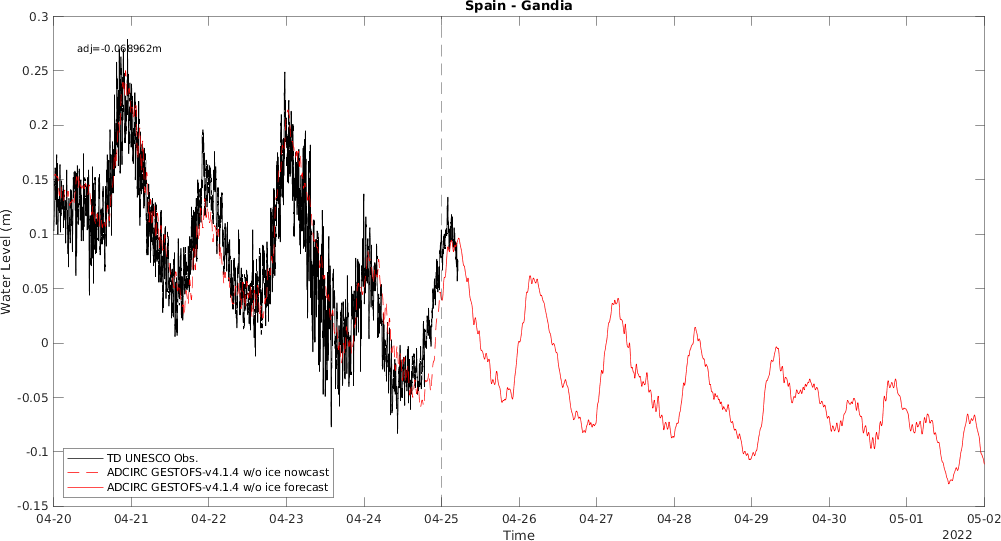 Spain - Gandia
adj=-0.068962m
0.3
0.25
0.2
0.15
0.1
0.05
0
-0.05
-0.1
-0.15
Water Level (m)
TD UNESCO Obs.
ADCIRC GESTOFS-v4.1.4 w/o ice nowcast
ADCIRC GESTOFS-v4.1.4 w/o ice forecast
04-20 04-21 04-22 04-23 04-24 04-25 04-26 04-27 04-28 04-29 04-30 05-01 05-02
Time
2022